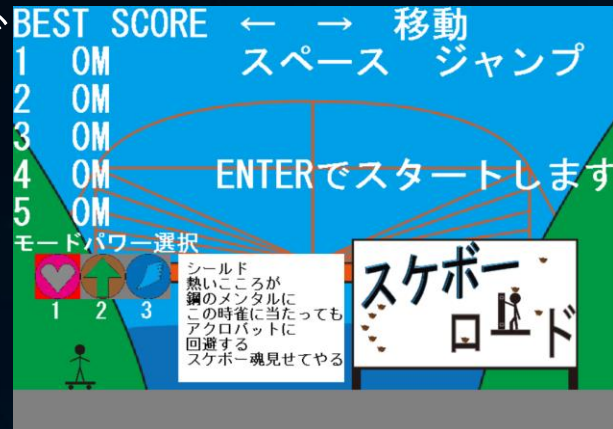 BEST SCORE ← → 移動
1 0M スペース ジャンプ
2 0M
3 0M
4 0M ENTERでスタートします
5 0M
モードパワー選択
1 2 3
シールド
熱いこころが
鋼のメンタルに
この時雀に当たっても
アクロバットに
回避する
スケボー魂見せてやる
スケボー
ロード